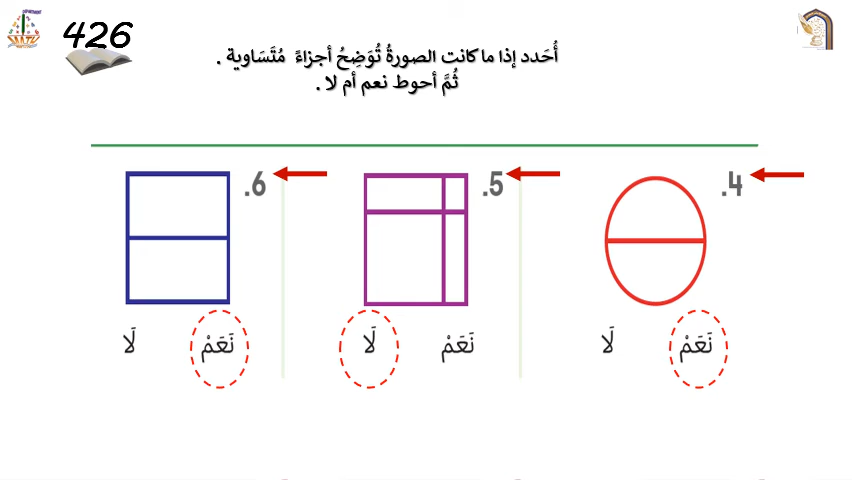 426
أُحَدد إذا ما كانت الصورةُ تُوَضِحُ أجزاءً مُتَّسَاوية .
ثُمَّ أحوط نعم أم لا .
4.
نَعَمْ لَا
5.
نَعَمْ لَا
6.
نَعَمْ لَا